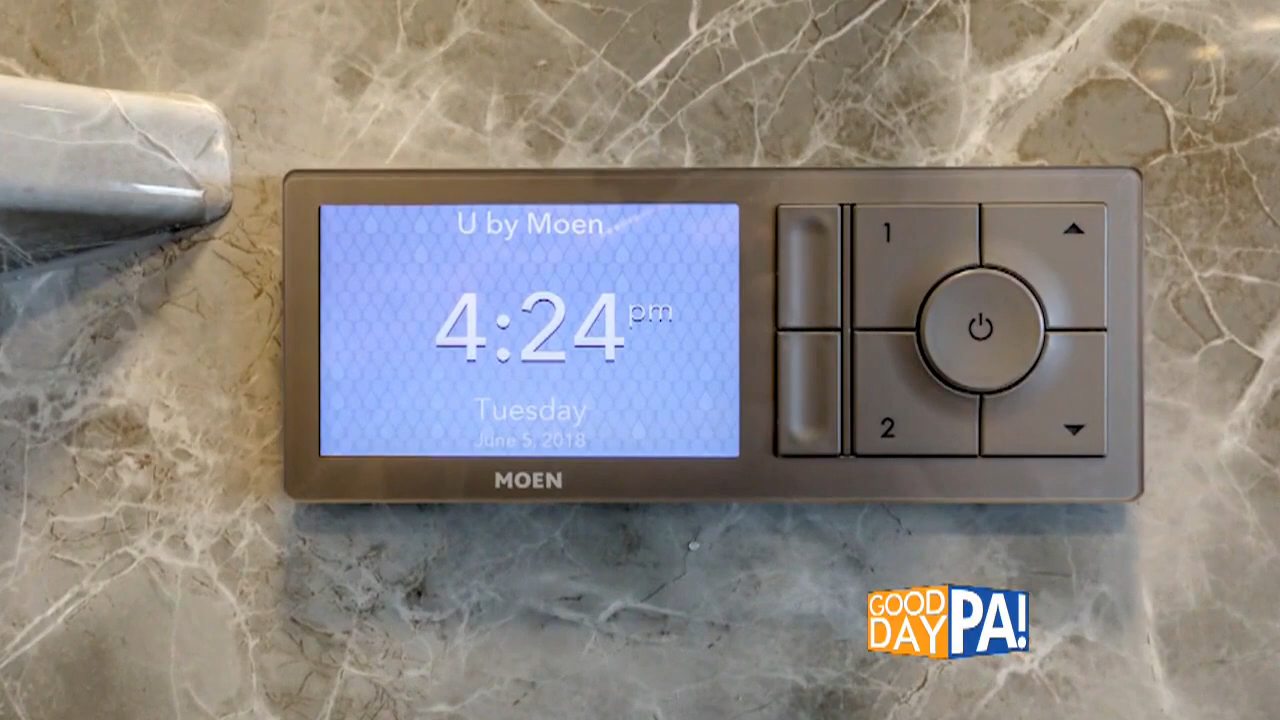 U by Moen
4:24 pm
Tuesday
June 5, 2018
MOEN
1
2
GOOD
DAY
PA!